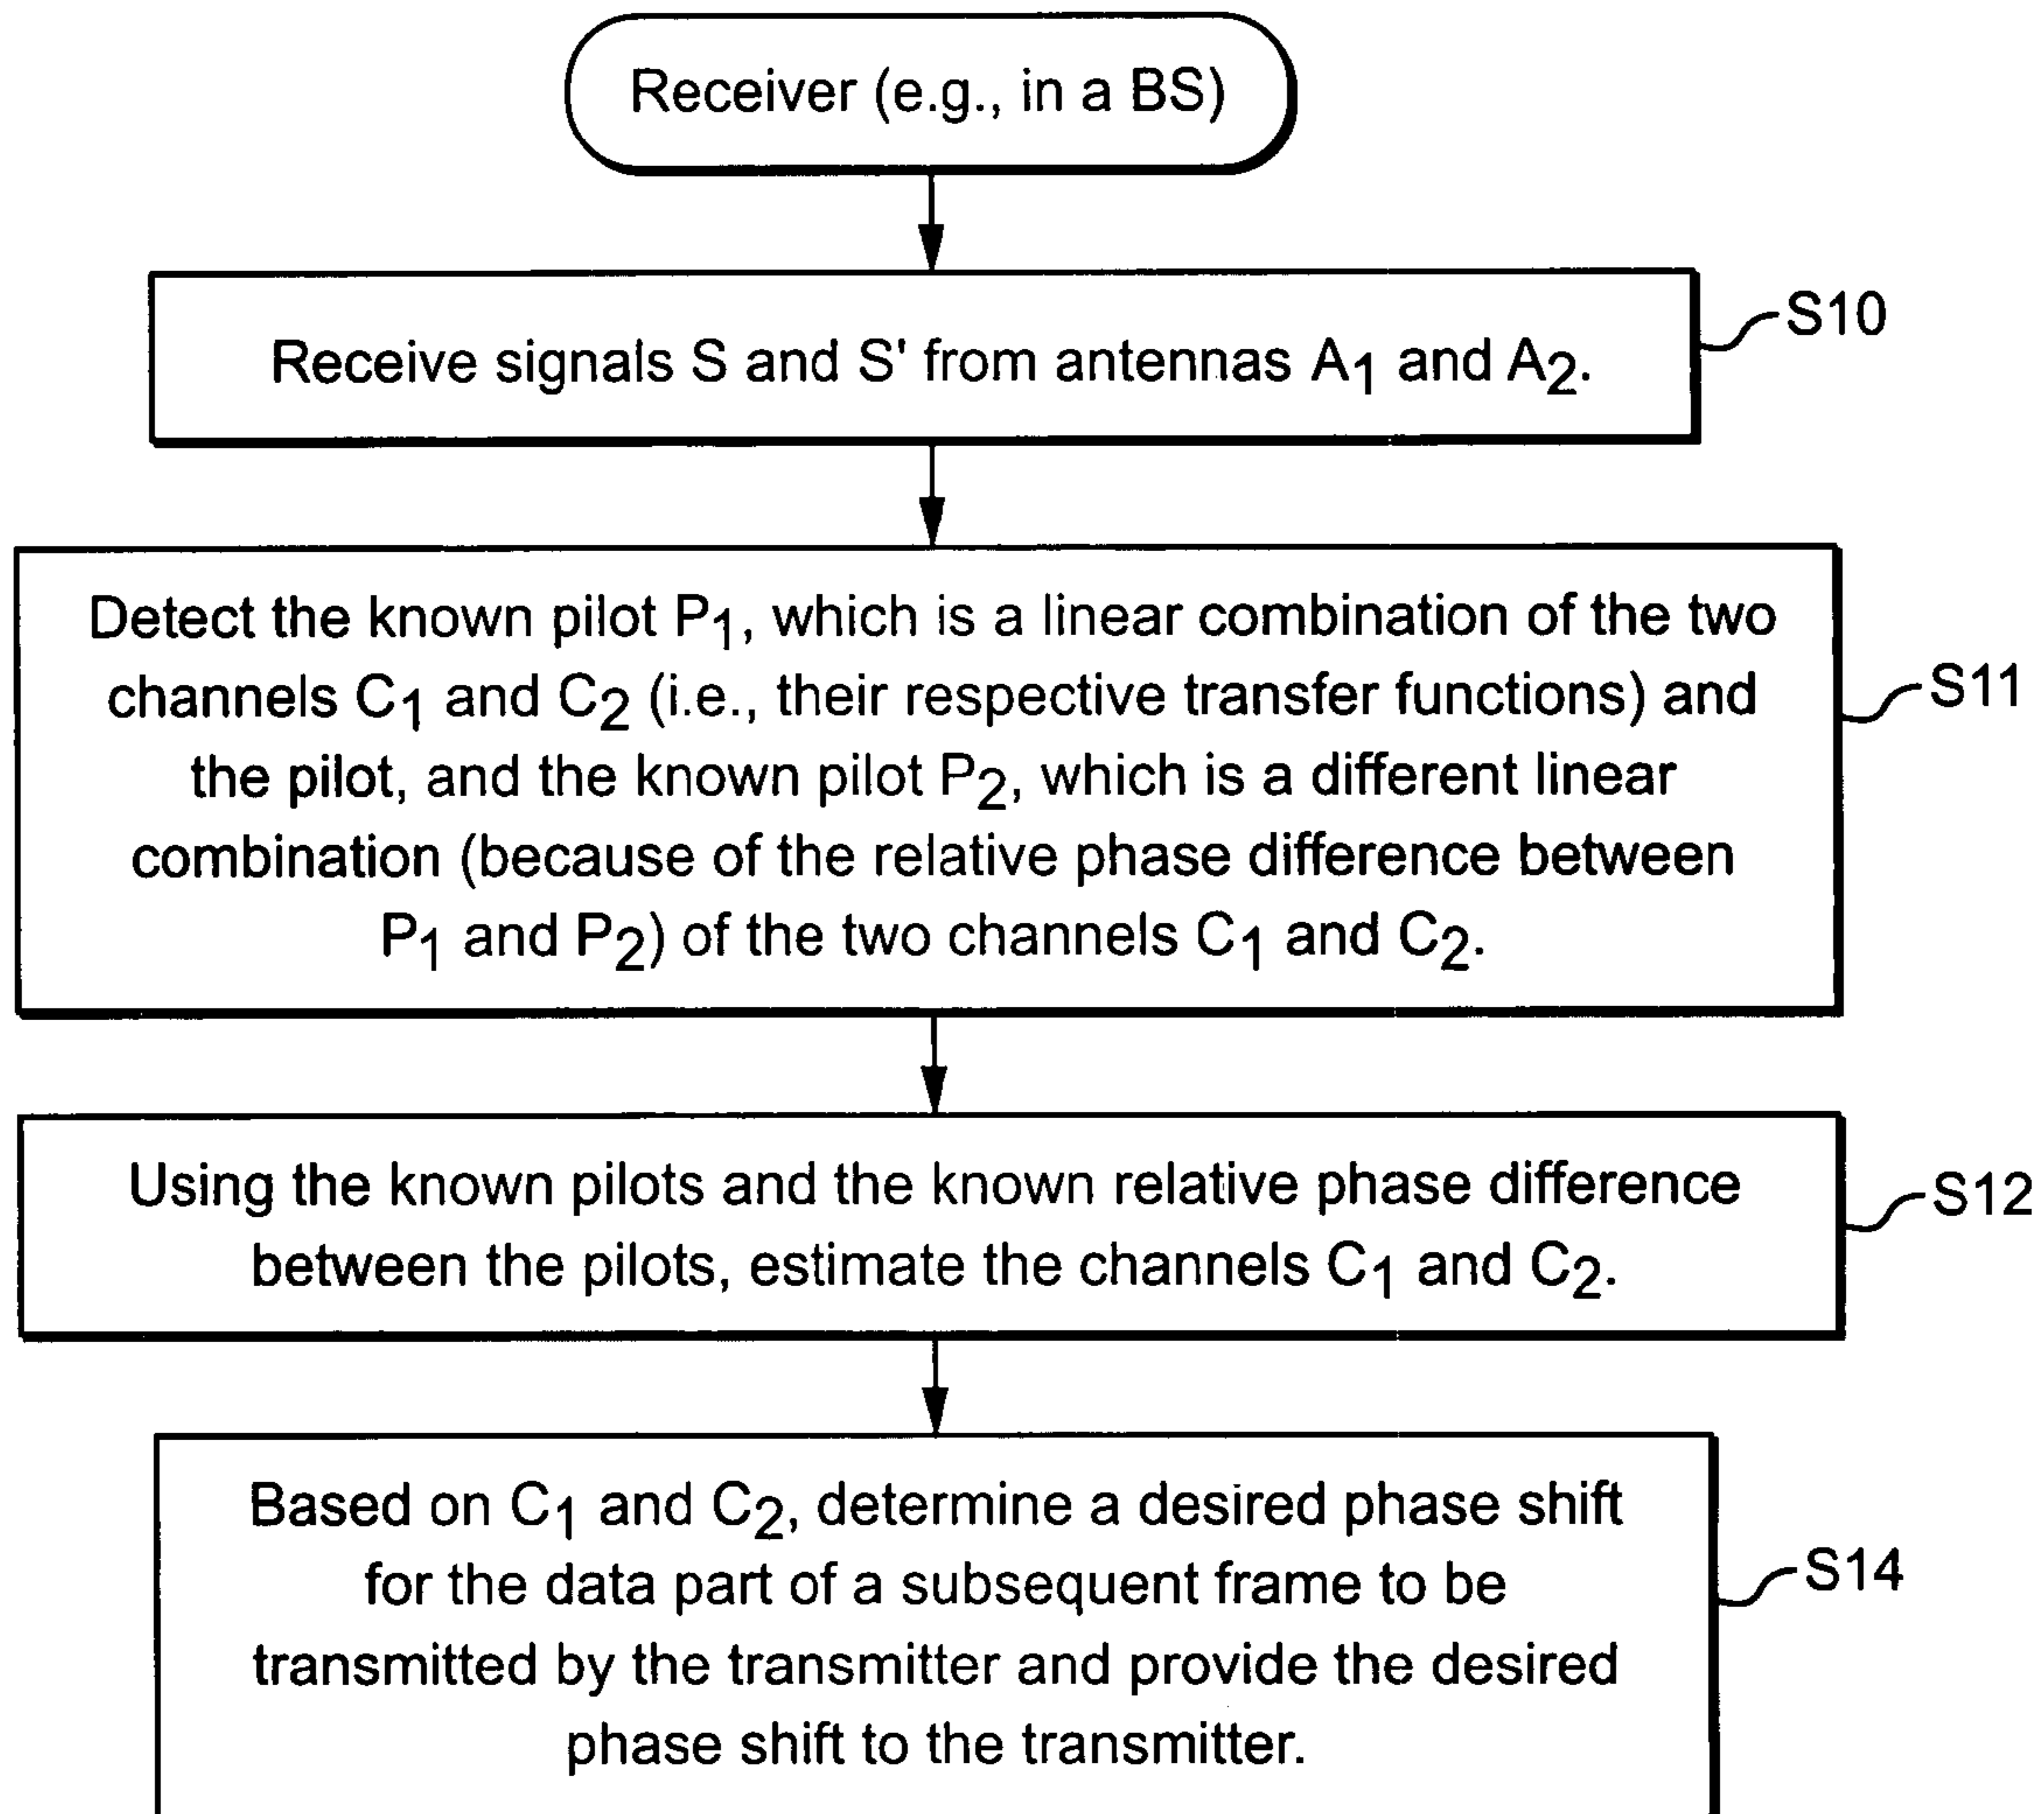 Receiver (e.g., in a BS)
Receive signals S and S' from antennas A1 and A2.
S10
Detect the known pilot P1, which is a linear combination of the two
channels C1 and C2 (i.e., their respective transfer functions) and
the pilot, and the known pilot P2, which is a different linear
combination (because of the relative phase difference between
P1 and P2) of the two channels C1 and C2.
S11
Using the known pilots and the known relative phase difference
between the pilots, estimate the channels C1 and C2.
S12
Based on C1 and C2, determine a desired phase shift
for the data part of a subsequent frame to be
transmitted by the transmitter and provide the desired
phase shift to the transmitter.
S14